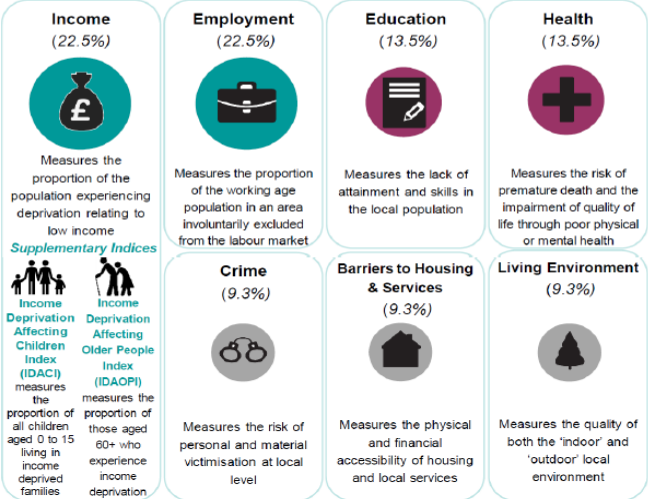 Income
(22.5%)
£
Measures the
proportion of the
population experiencing
deprivation relating to
low income
Supplementary Indices
Income
Deprivation
Affecting
Children
Index
(IDACI)
measures
the
proportion of
all children
aged 0 to 15
living in
income
deprived
families
Income
Deprivation
Affecting
Older People
Index
(IDAOPI)
measures the
proportion of
those aged
60+ who
experience
income
deprivation
Employment
(22.5%)
Measures the proportion
of the working age
population in an area
involuntarily excluded
from the labour market
Education
(13.5%)
Measures the lack of
attainment and skills in
the local population
Health
(13.5%)
Measures the risk of
premature death and the
impairment of quality of
life through poor physical
or mental health
Crime
(9.3%)
Measures the risk of
personal and material
victimisation at local
level
Barriers to Housing
& Services
(9.3%)
Measures the physical
and financial
accessibility of housing
and local services
Living Environment
(9.3%)
Measures the quality of
both the ‘indoor’ and
‘outdoor’ local
environment